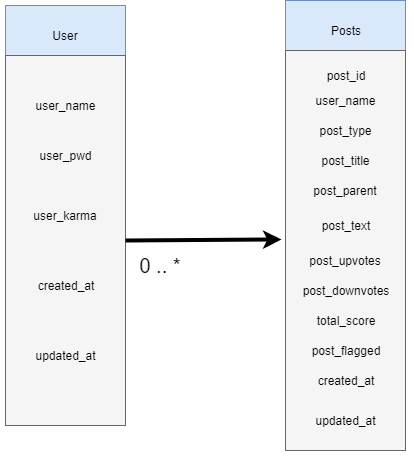 User
user_name
user_pwd
user_karma
created_at
updated_at
0 .. *
Posts
post_id
user_name
post_type
post_title
post_parent
post_text
post_upvotes
post_downvotes
total_score
post_flagged
created_at
updated_at